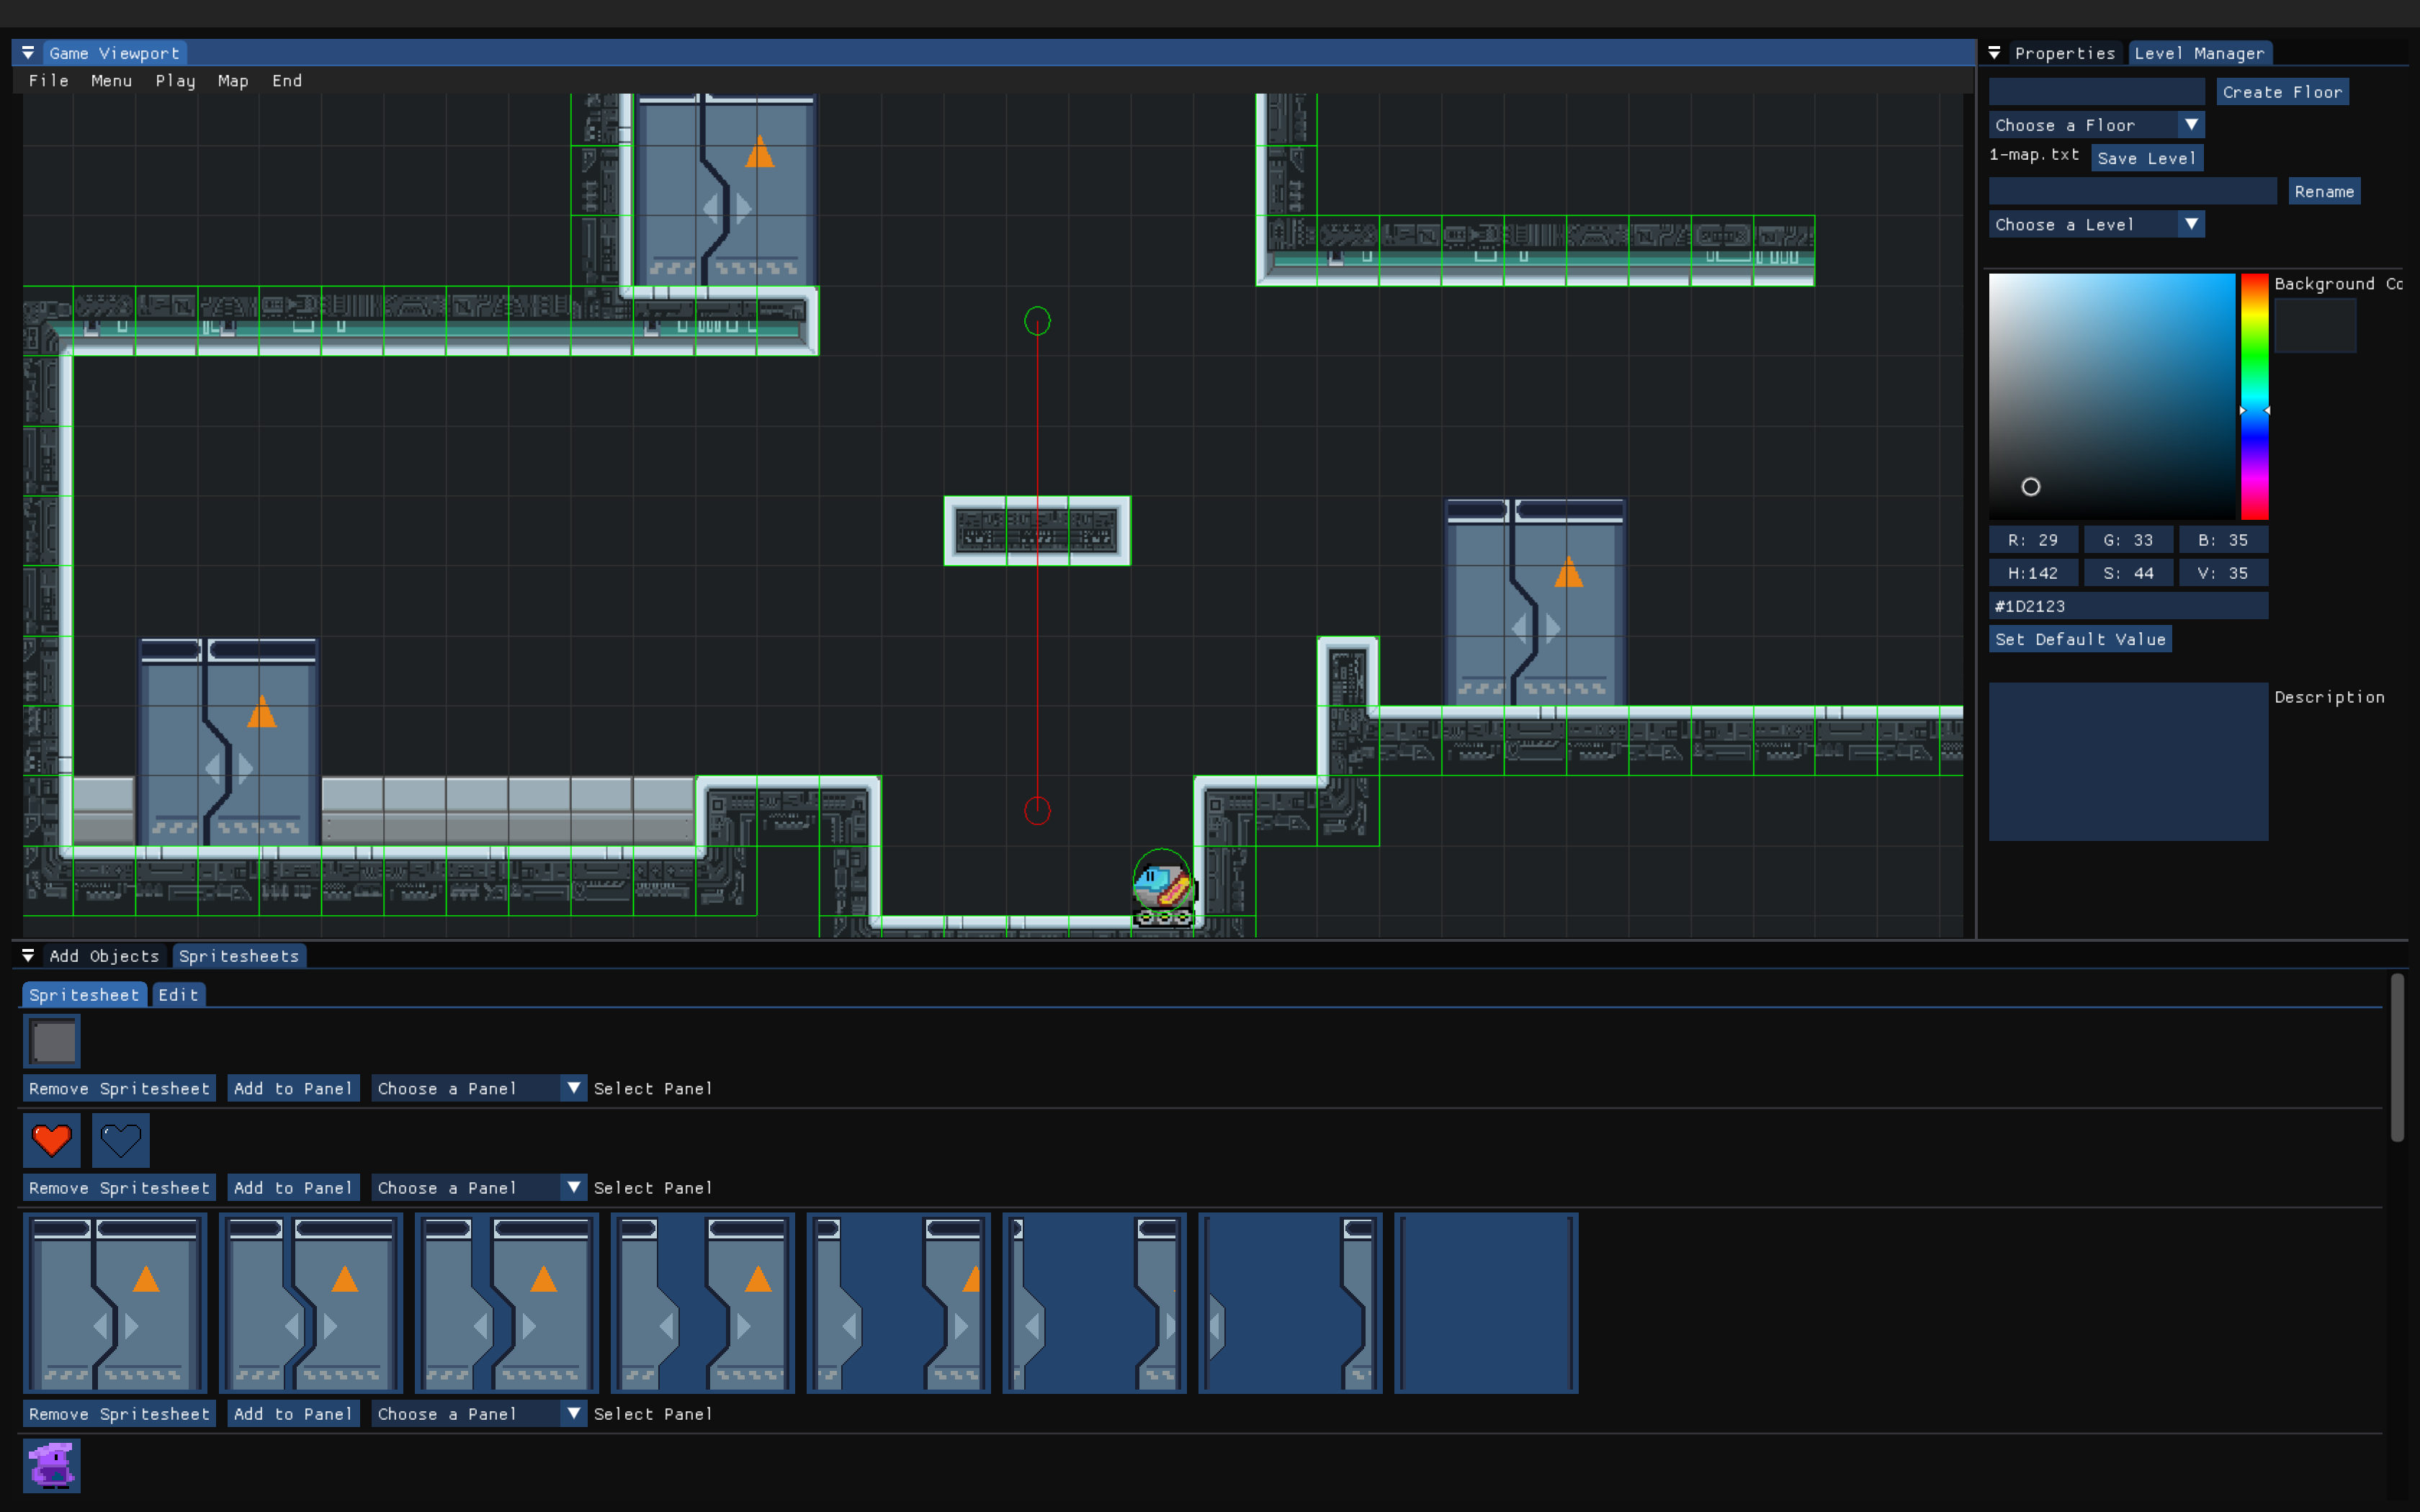 Game Viewport
File Menu Play Map End
Properties Level Manager
Create Floor
Choose a Floor
1-map.txt Save Level
Rename
Choose a Level
Background Co
R: 29 G: 33 B: 35
H:142 S: 44 V: 35
#1D2123
Set Default Value
Description
Add Objects Spritesheets
Spritesheet Edit
Remove Spritesheet Add to Panel Choose a Panel Select Panel
Remove Spritesheet Add to Panel Choose a Panel Select Panel
Remove Spritesheet Add to Panel Choose a Panel Select Panel